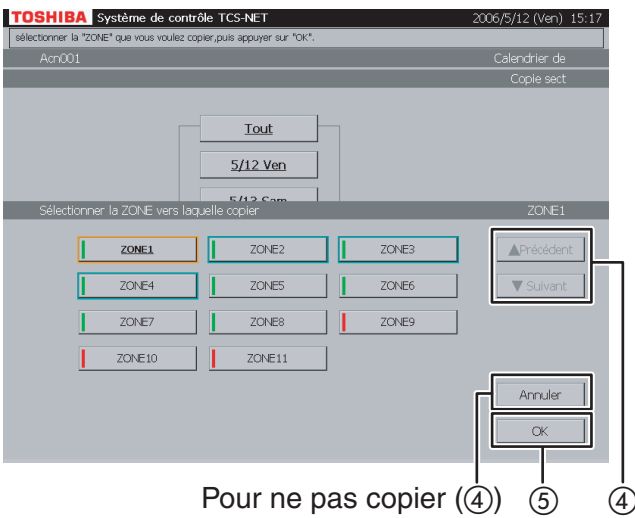 TOSHIBA Système de contrôle TCS-NET 2006/5/12 (Ven) 15:17
sélectionner la "ZONE" que vous voulez copier,puis appuyer sur "OK".
Acn001 Calendrier de
Copie sect
Tout
5/12 Ven
5/13 Sam
Sélectionner la ZONE vers laquelle copier ZONE1
ZONE1 ZONE2 ZONE3 ▲Précédent
ZONE4 ZONE5 ZONE6 ▼ Suivant
ZONE7 ZONE8 ZONE9
ZONE10 ZONE11
Annuler
OK
Pour ne pas copier (④) ⑤ ④